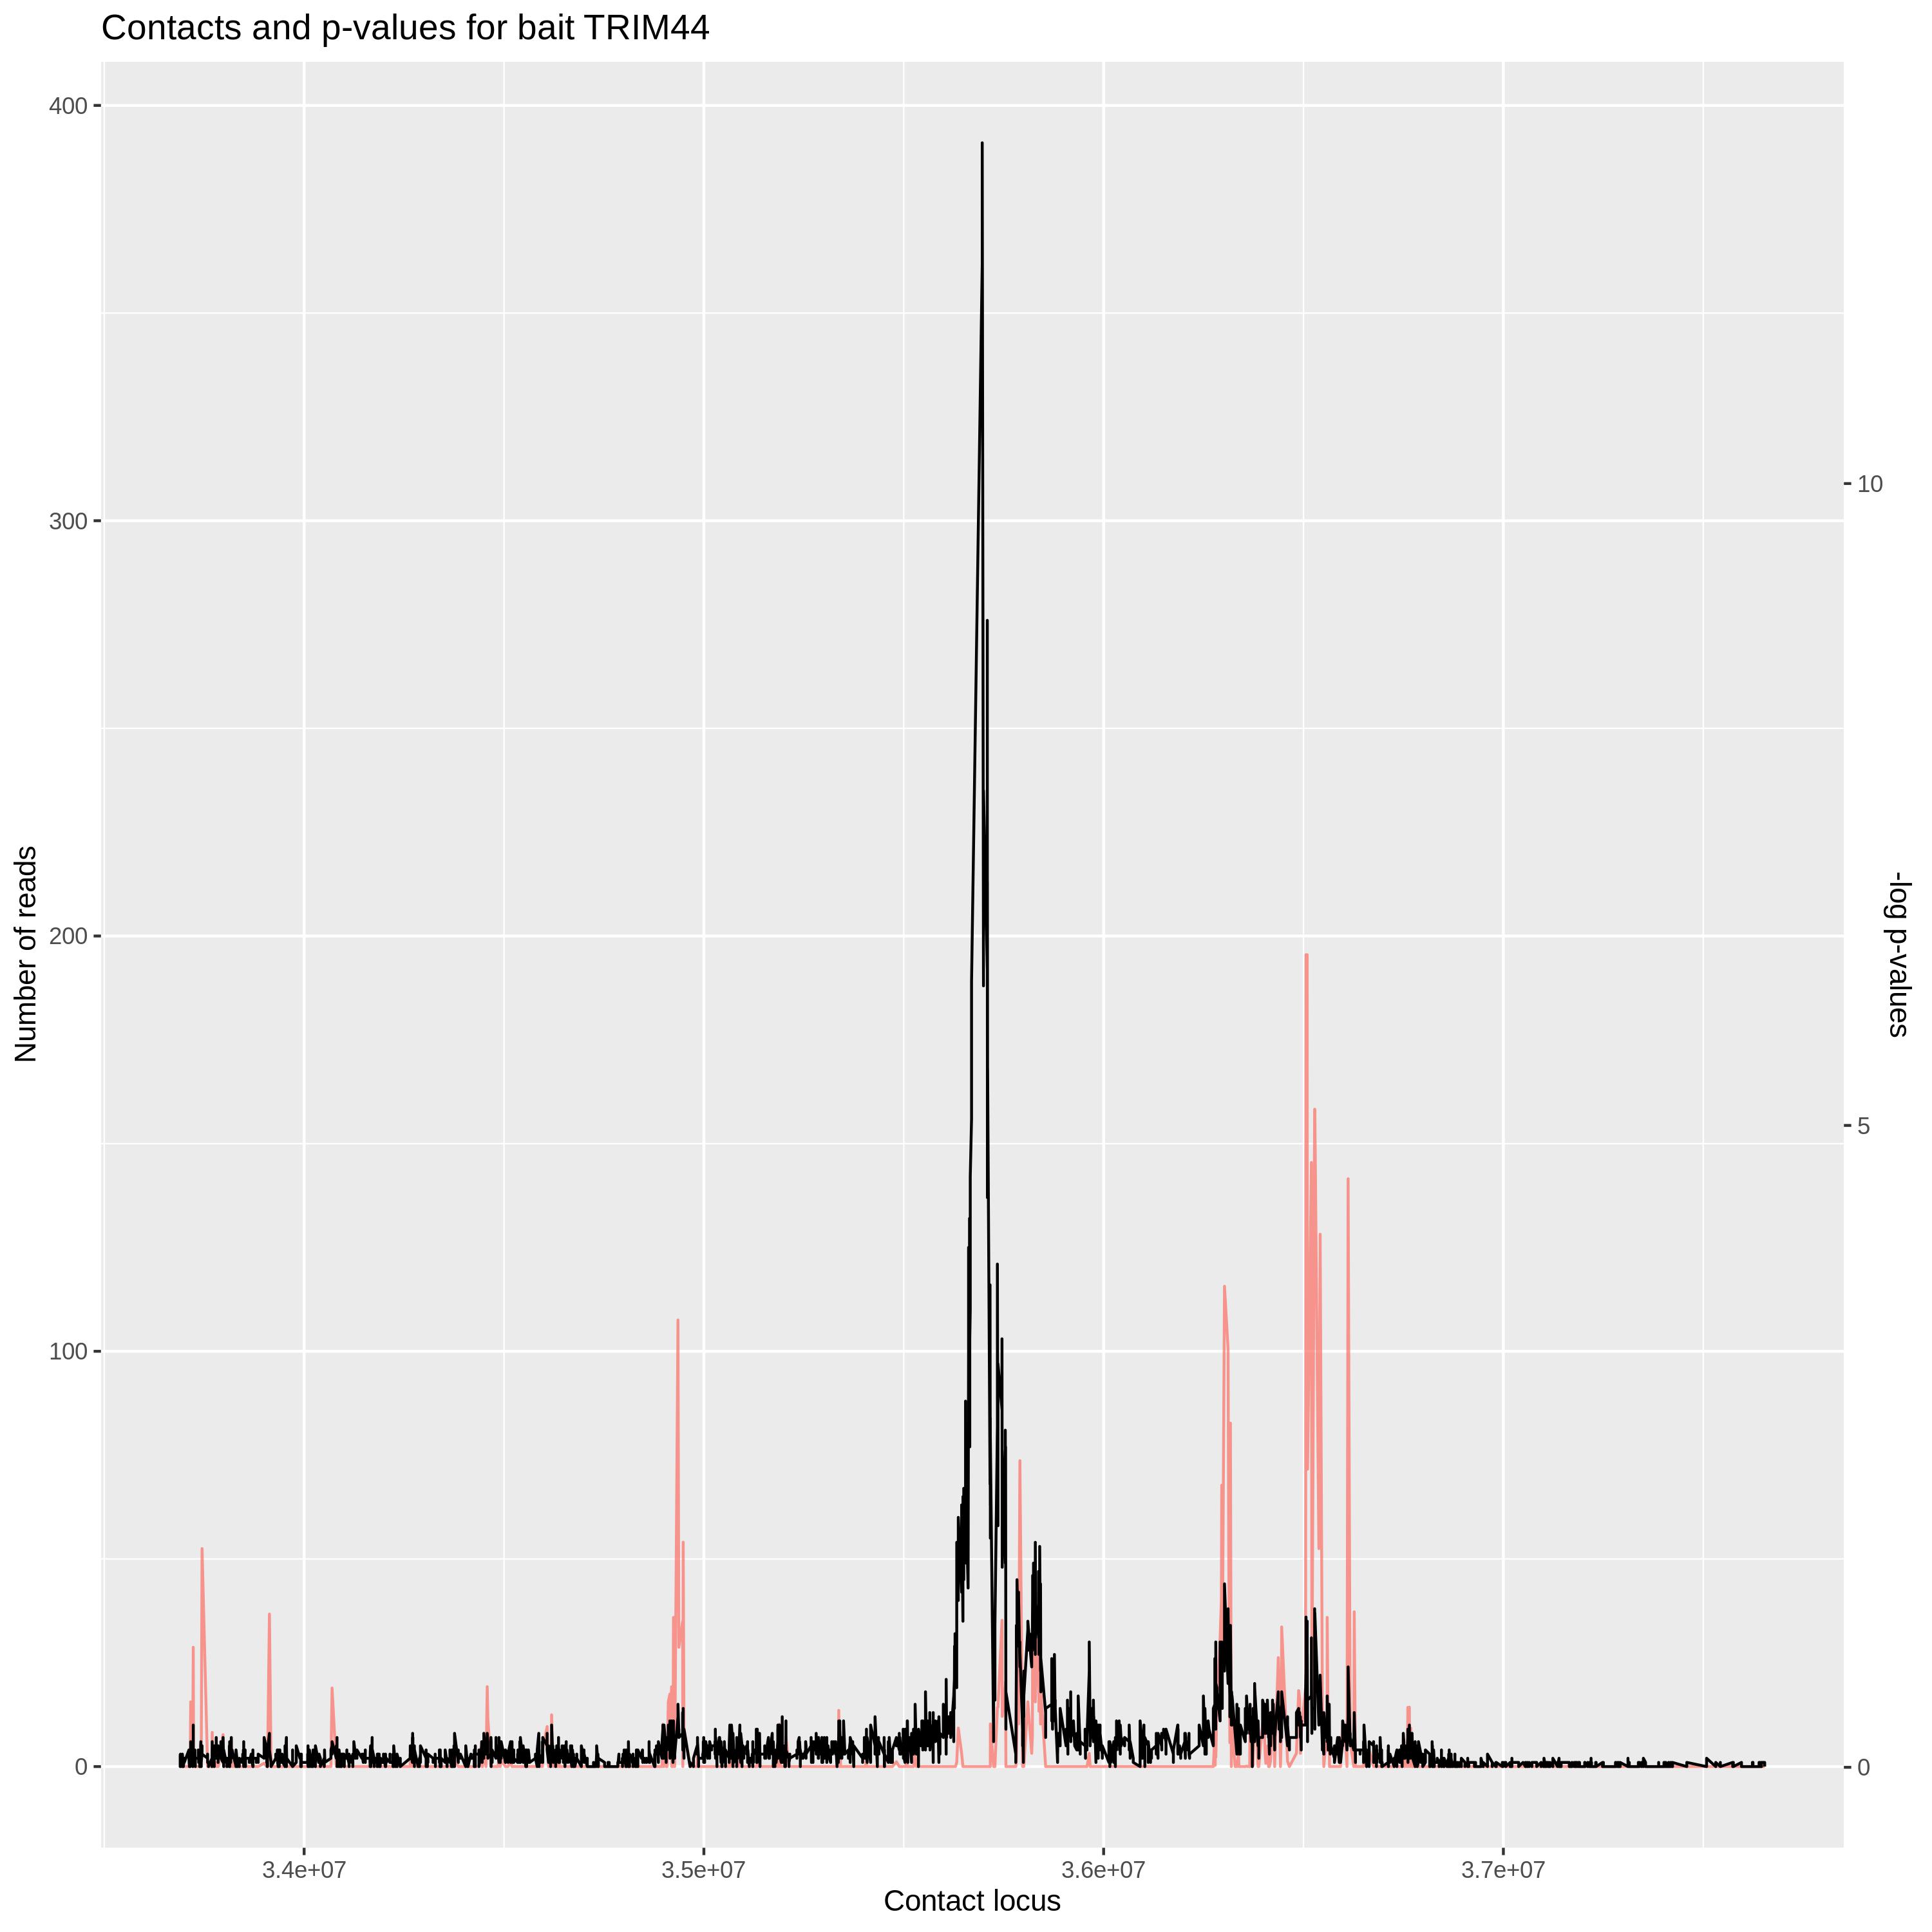 Contacts and p-values for bait TRIM44
400
300
200
100
0
Number of reads
10
5
0
-log p-values
3.4e+07
3.5e+07
3.6e+07
3.7e+07
Contact locus